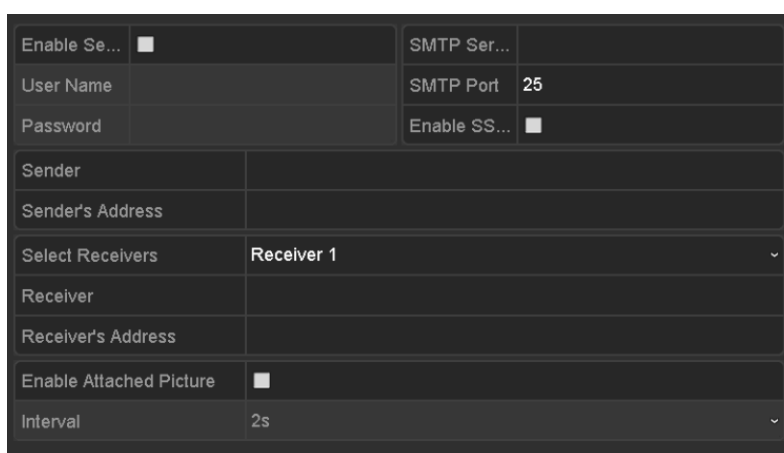 Enable Se... SMTP Ser...
User Name SMTP Port 25
Password Enable SS...
Sender
Sender's Address
Select Receivers Receiver 1
Receiver
Receiver's Address
Enable Attached Picture
Interval 2s